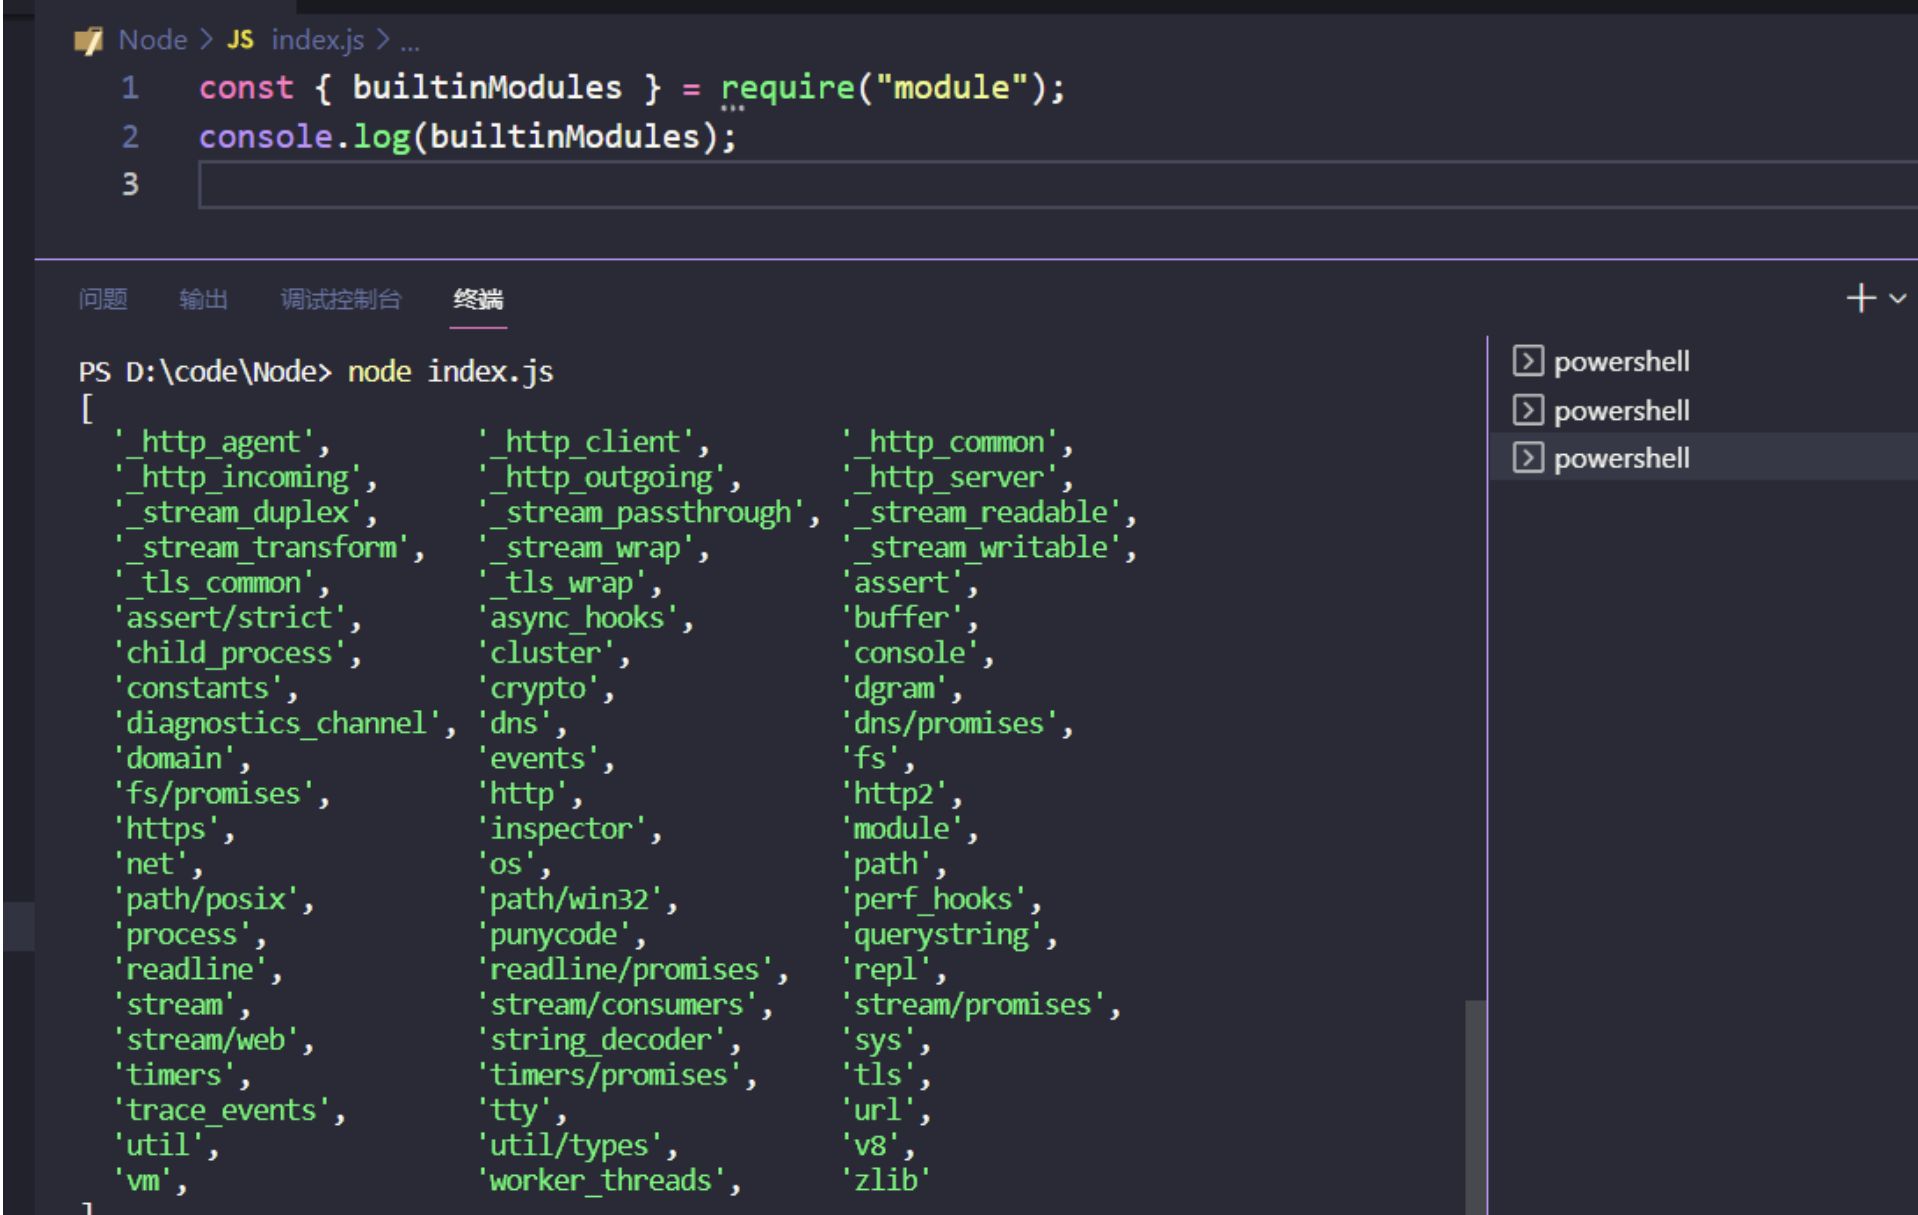 Node > JS index.js > ...
1 const { builtinModules } = require("module");
2 console.log(builtinModules);
3
问题 输出 调试控制台 终端
PS D:\code\Node> node index.js
[
'_http_agent', '_http_client', '_http_common',
'_http_incoming', '_http_outgoing', '_http_server',
'_stream_duplex', '_stream_passthrough', '_stream_readable',
'_stream_transform', '_stream_wrap', '_stream_writable',
'_tls_common', '_tls_wrap', 'assert',
'assert/strict', 'async_hooks', 'buffer',
'child_process', 'cluster', 'console',
'constants', 'crypto', 'dgram',
'diagnostics_channel', 'dns', 'dns/promises',
'domain', 'events', 'fs',
'fs/promises', 'http', 'http2',
'https', 'inspector', 'module',
'net', 'os', 'path',
'path/posix', 'path/win32', 'perf_hooks',
'process', 'punycode', 'querystring',
'readline', 'readline/promises', 'repl',
'stream', 'stream/consumers', 'stream/promises',
'stream/web', 'string_decoder', 'sys',
'timers', 'timers/promises', 'tls',
'trace_events', 'tty', 'url',
'util', 'util/types', 'v8',
'vm', 'worker_threads', 'zlib'
]
powershell
powershell
powershell